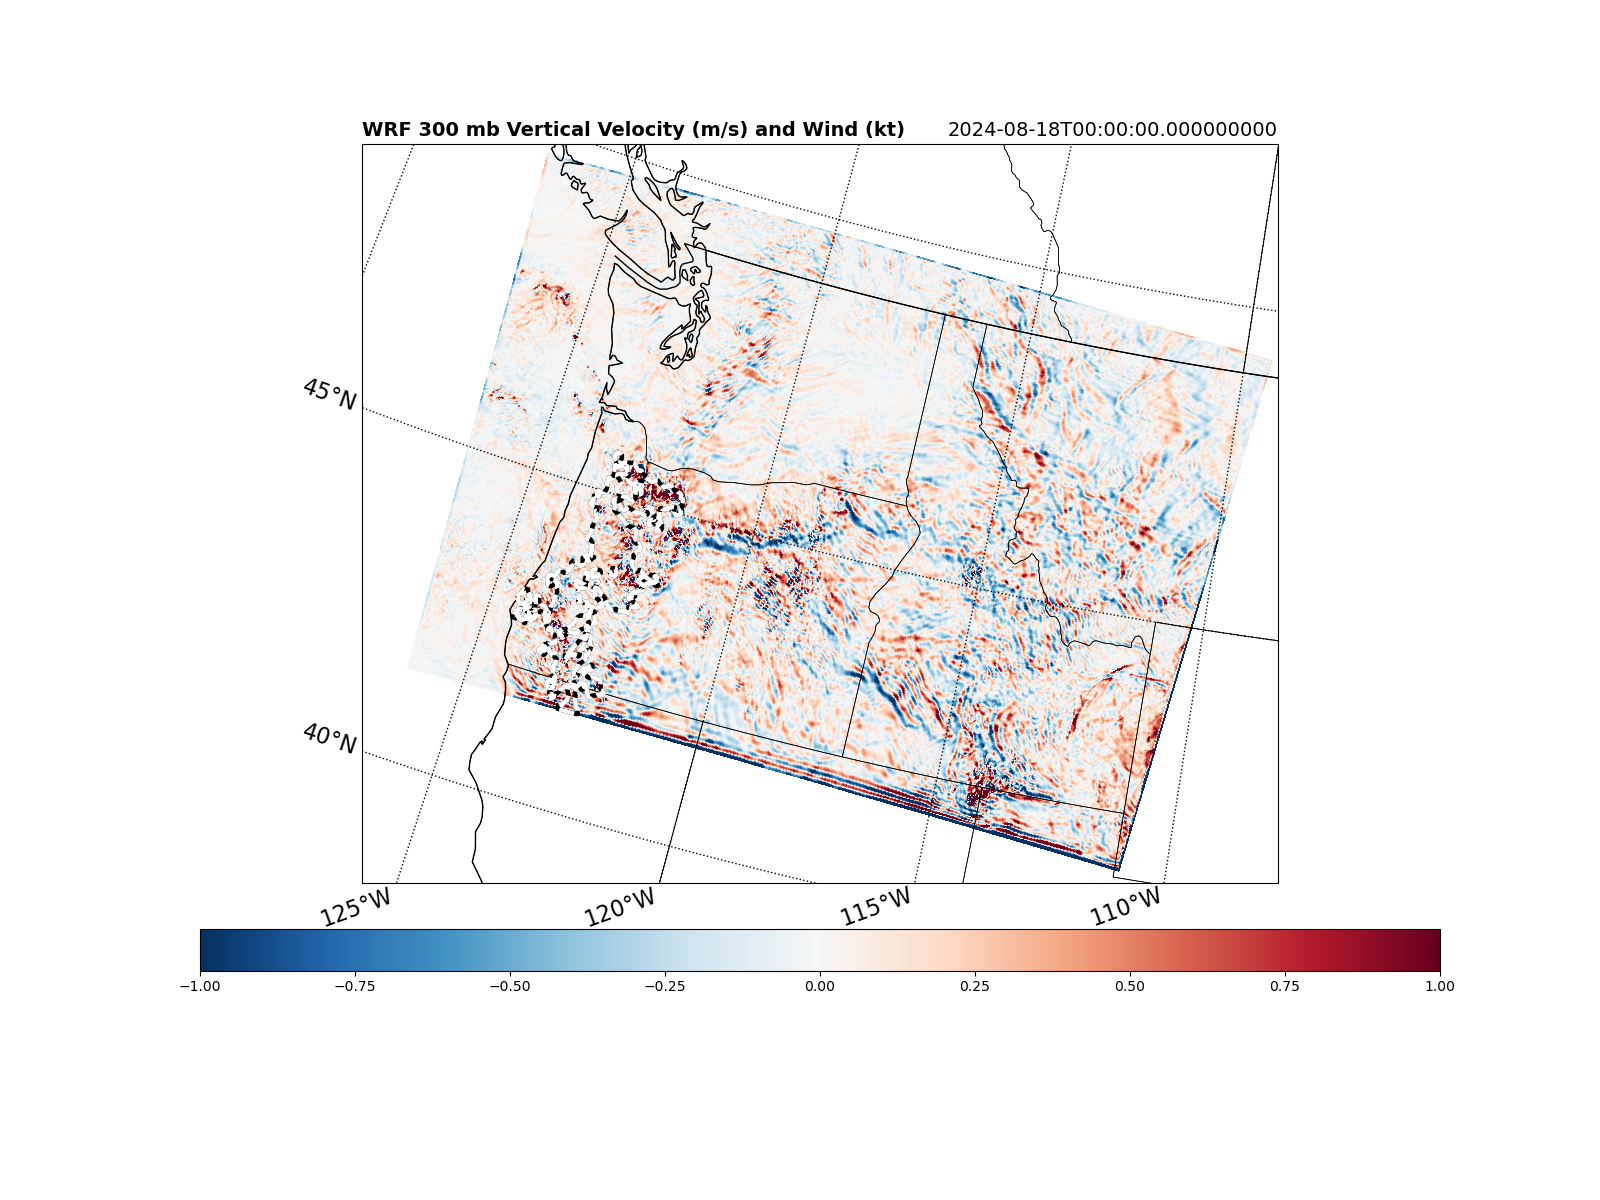 WRF 300 mb Vertical Velocity (m/s) and Wind (kt) 2024-08-18T00:00:00.000000000
45°N
40°N
125°W 120°W 115°W 110°W
−1.00 −0.75 −0.50 −0.25 0.00 0.25 0.50 0.75 1.00